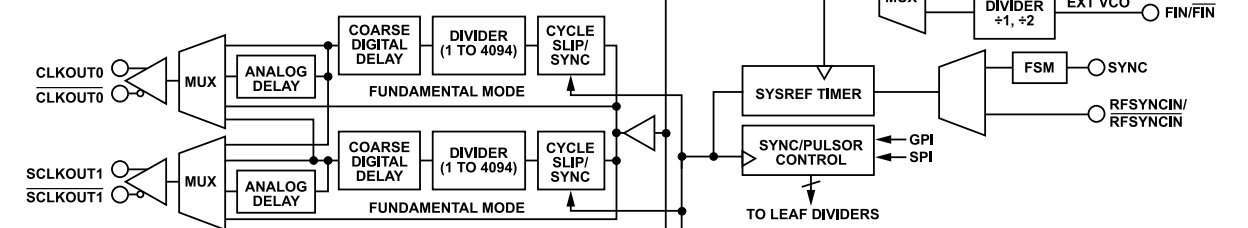 MUX
DIVIDER
÷1, ÷2
EXT VCO
FIN/FIN
CLKOUT0
CLKOUT0
MUX
ANALOG
DELAY
COARSE
DIGITAL
DELAY
DIVIDER
(1 TO 4094)
CYCLE
SLIP/
SYNC
FUNDAMENTAL MODE
SCLKOUT1
SCLKOUT1
MUX
ANALOG
DELAY
COARSE
DIGITAL
DELAY
DIVIDER
(1 TO 4094)
CYCLE
SLIP/
SYNC
FUNDAMENTAL MODE
SYSREF TIMER
FSM
SYNC
RFSYNCIN/
RFSYNCIN
SYNC/PULSOR
CONTROL
GPI
SPI
TO LEAF DIVIDERS